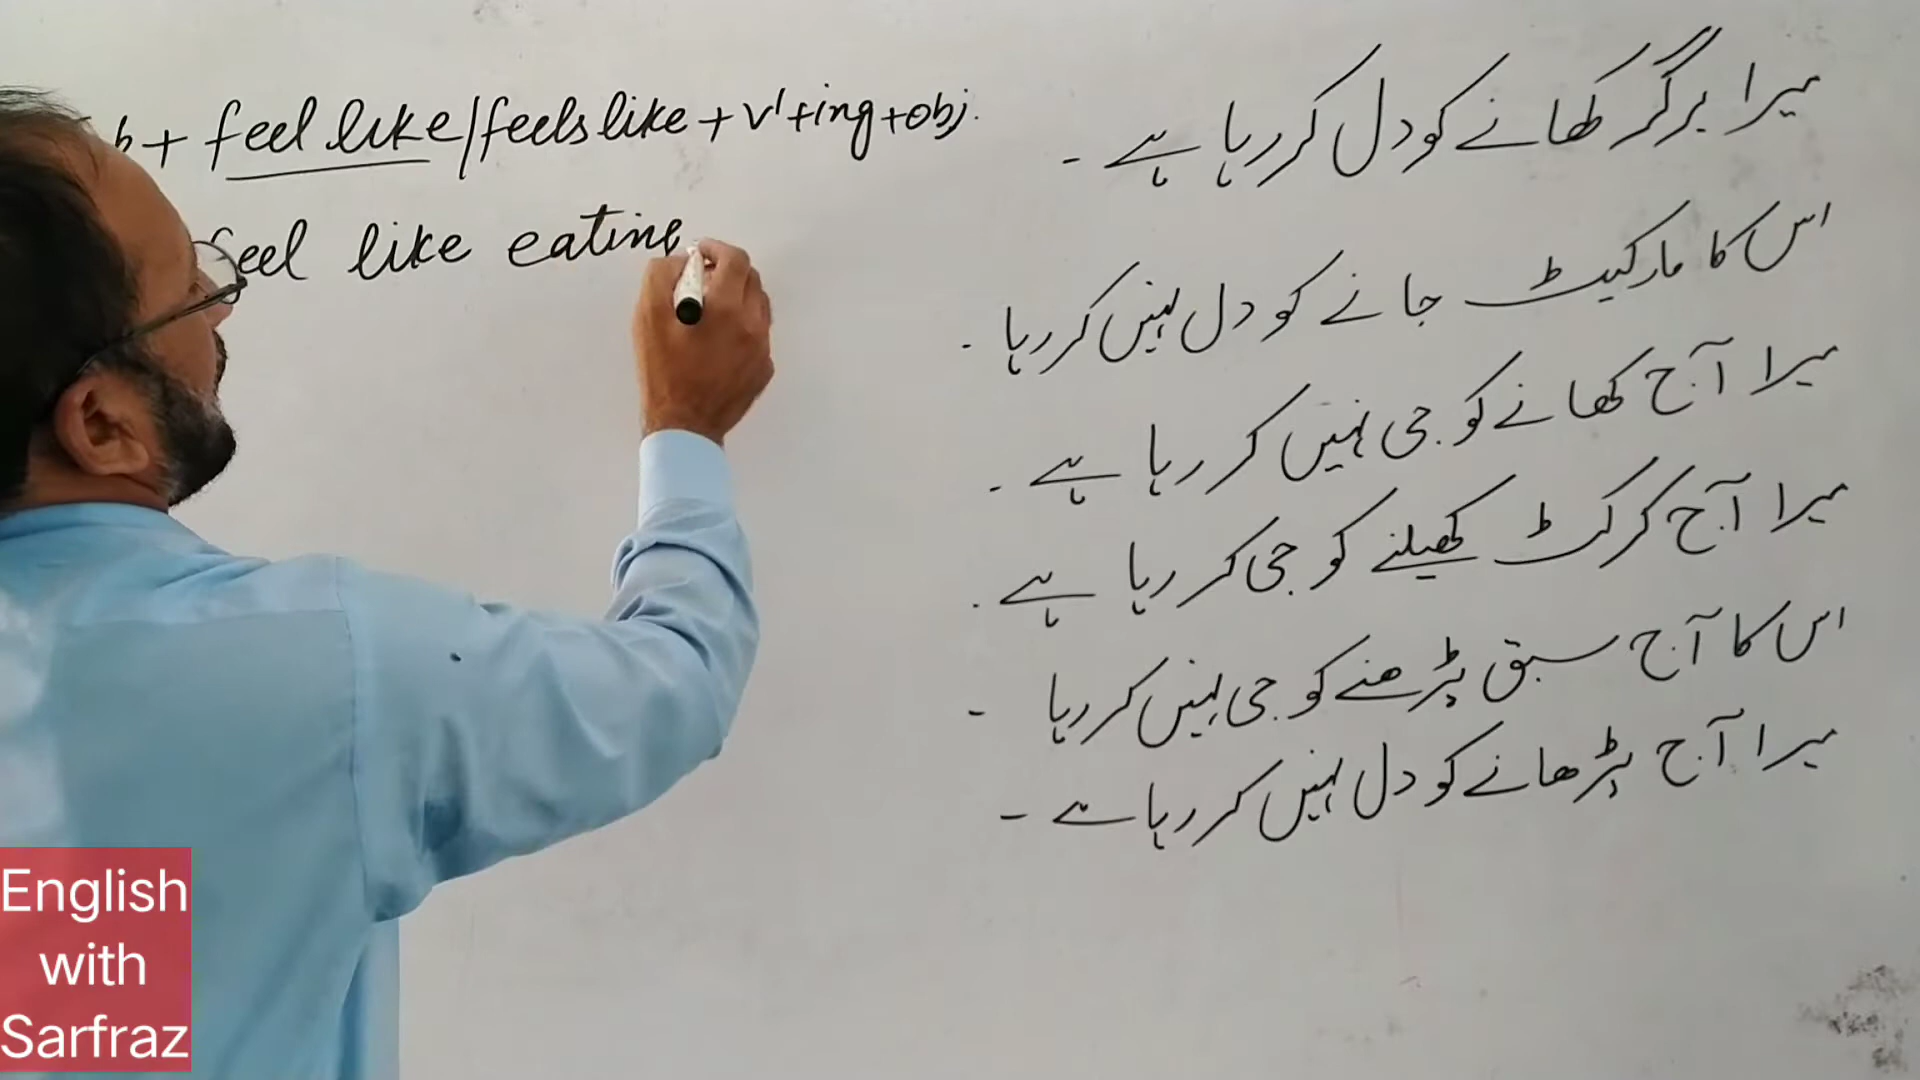 b + feel like/feels like + v¹+ing+obj.
feel like eating
میرا برگر کھانے کو دل کر رہا ہے ۔
اس کا مارکیٹ جانے کو دل نہیں کر رہا ۔
میرا آج کھانے کو جی نہیں کر رہا ہے ۔
میرا آج کرکٹ کھیلنے کو جی کر رہا ہے ۔
اس کا آج سبق پڑھنے کو جی نہیں کر رہا ۔
میرا آج پڑھانے کو دل نہیں کر رہا ہے ۔
English
with
Sarfraz